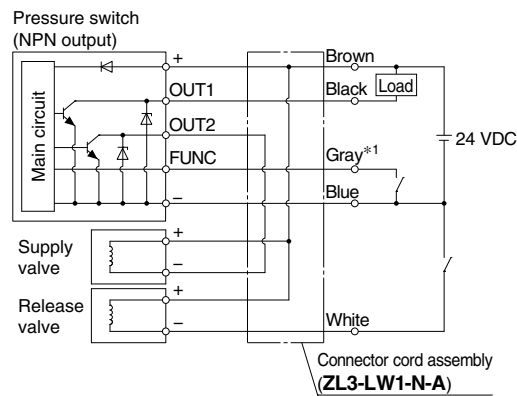 Pressure switch
(NPN output)
Main circuit
+
OUT1
OUT2
FUNC
–
Brown
Black
Load
Gray*1
Blue
24 VDC
Supply
valve
+
–
Release
valve
+
–
White
Connector cord assembly
(ZL3-LW1-N-A)